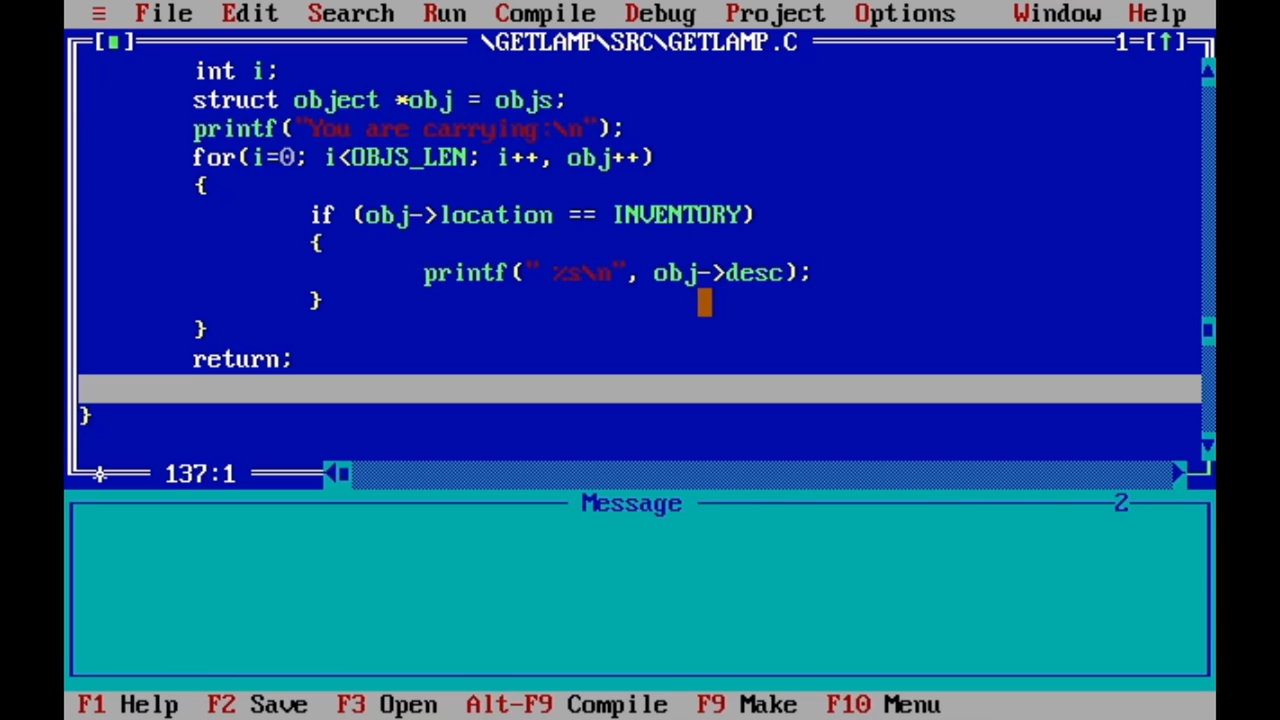 ≡ File Edit Search Run Compile Debug Project Options Window Help
[■] \GETLAMP\SRC\GETLAMP.C 1=[↑]
int i;
struct object *obj = objs;
printf("You are carrying:\n");
for(i=0; i<OBJS_LEN; i++, obj++)
{
if (obj->location == INVENTORY)
{
printf(" %s\n", obj->desc);
}
}
return;
}
137:1
Message 2
F1 Help F2 Save F3 Open Alt-F9 Compile F9 Make F10 Menu